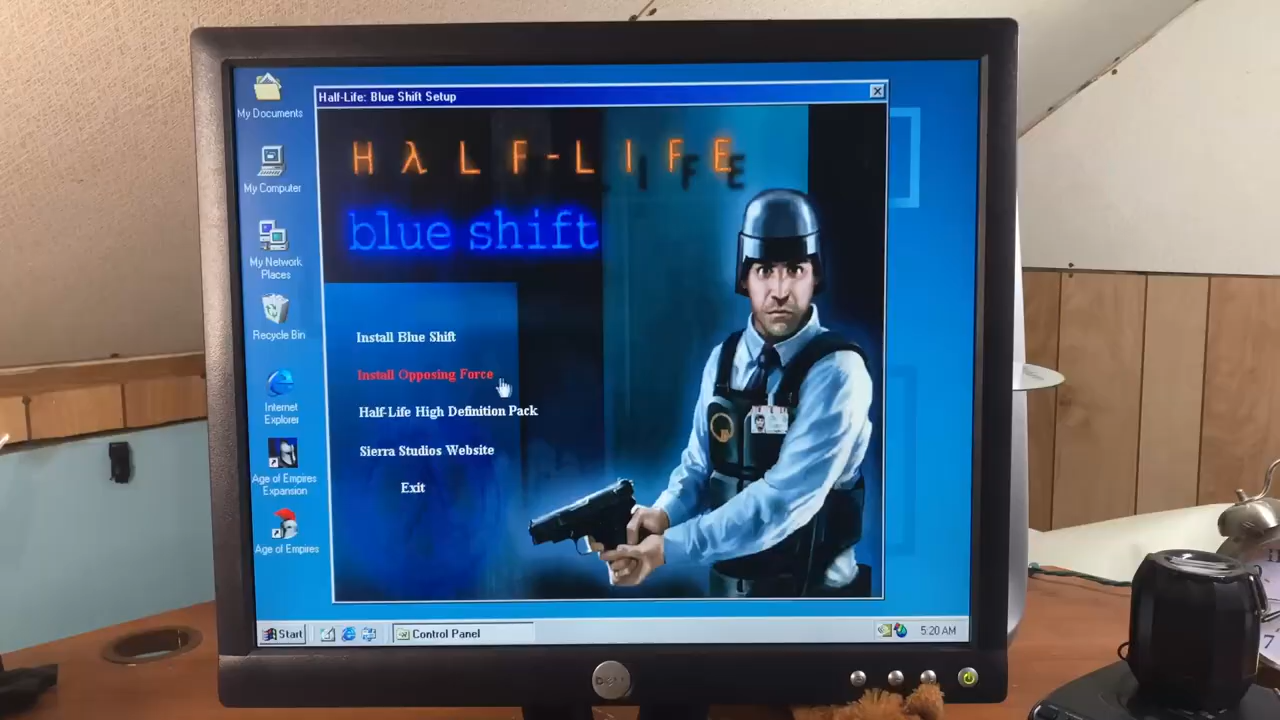 My Documents
My Computer
My Network
Places
Recycle Bin
Internet
Explorer
Age of Empires
Expansion
Age of Empires
Half-Life: Blue Shift Setup
HλLF-LIFE
blue shift
Install Blue Shift
Install Opposing Force
Half-Life High Definition Pack
Sierra Studios Website
Exit
Start
Control Panel
5:20 AM
DELL
7